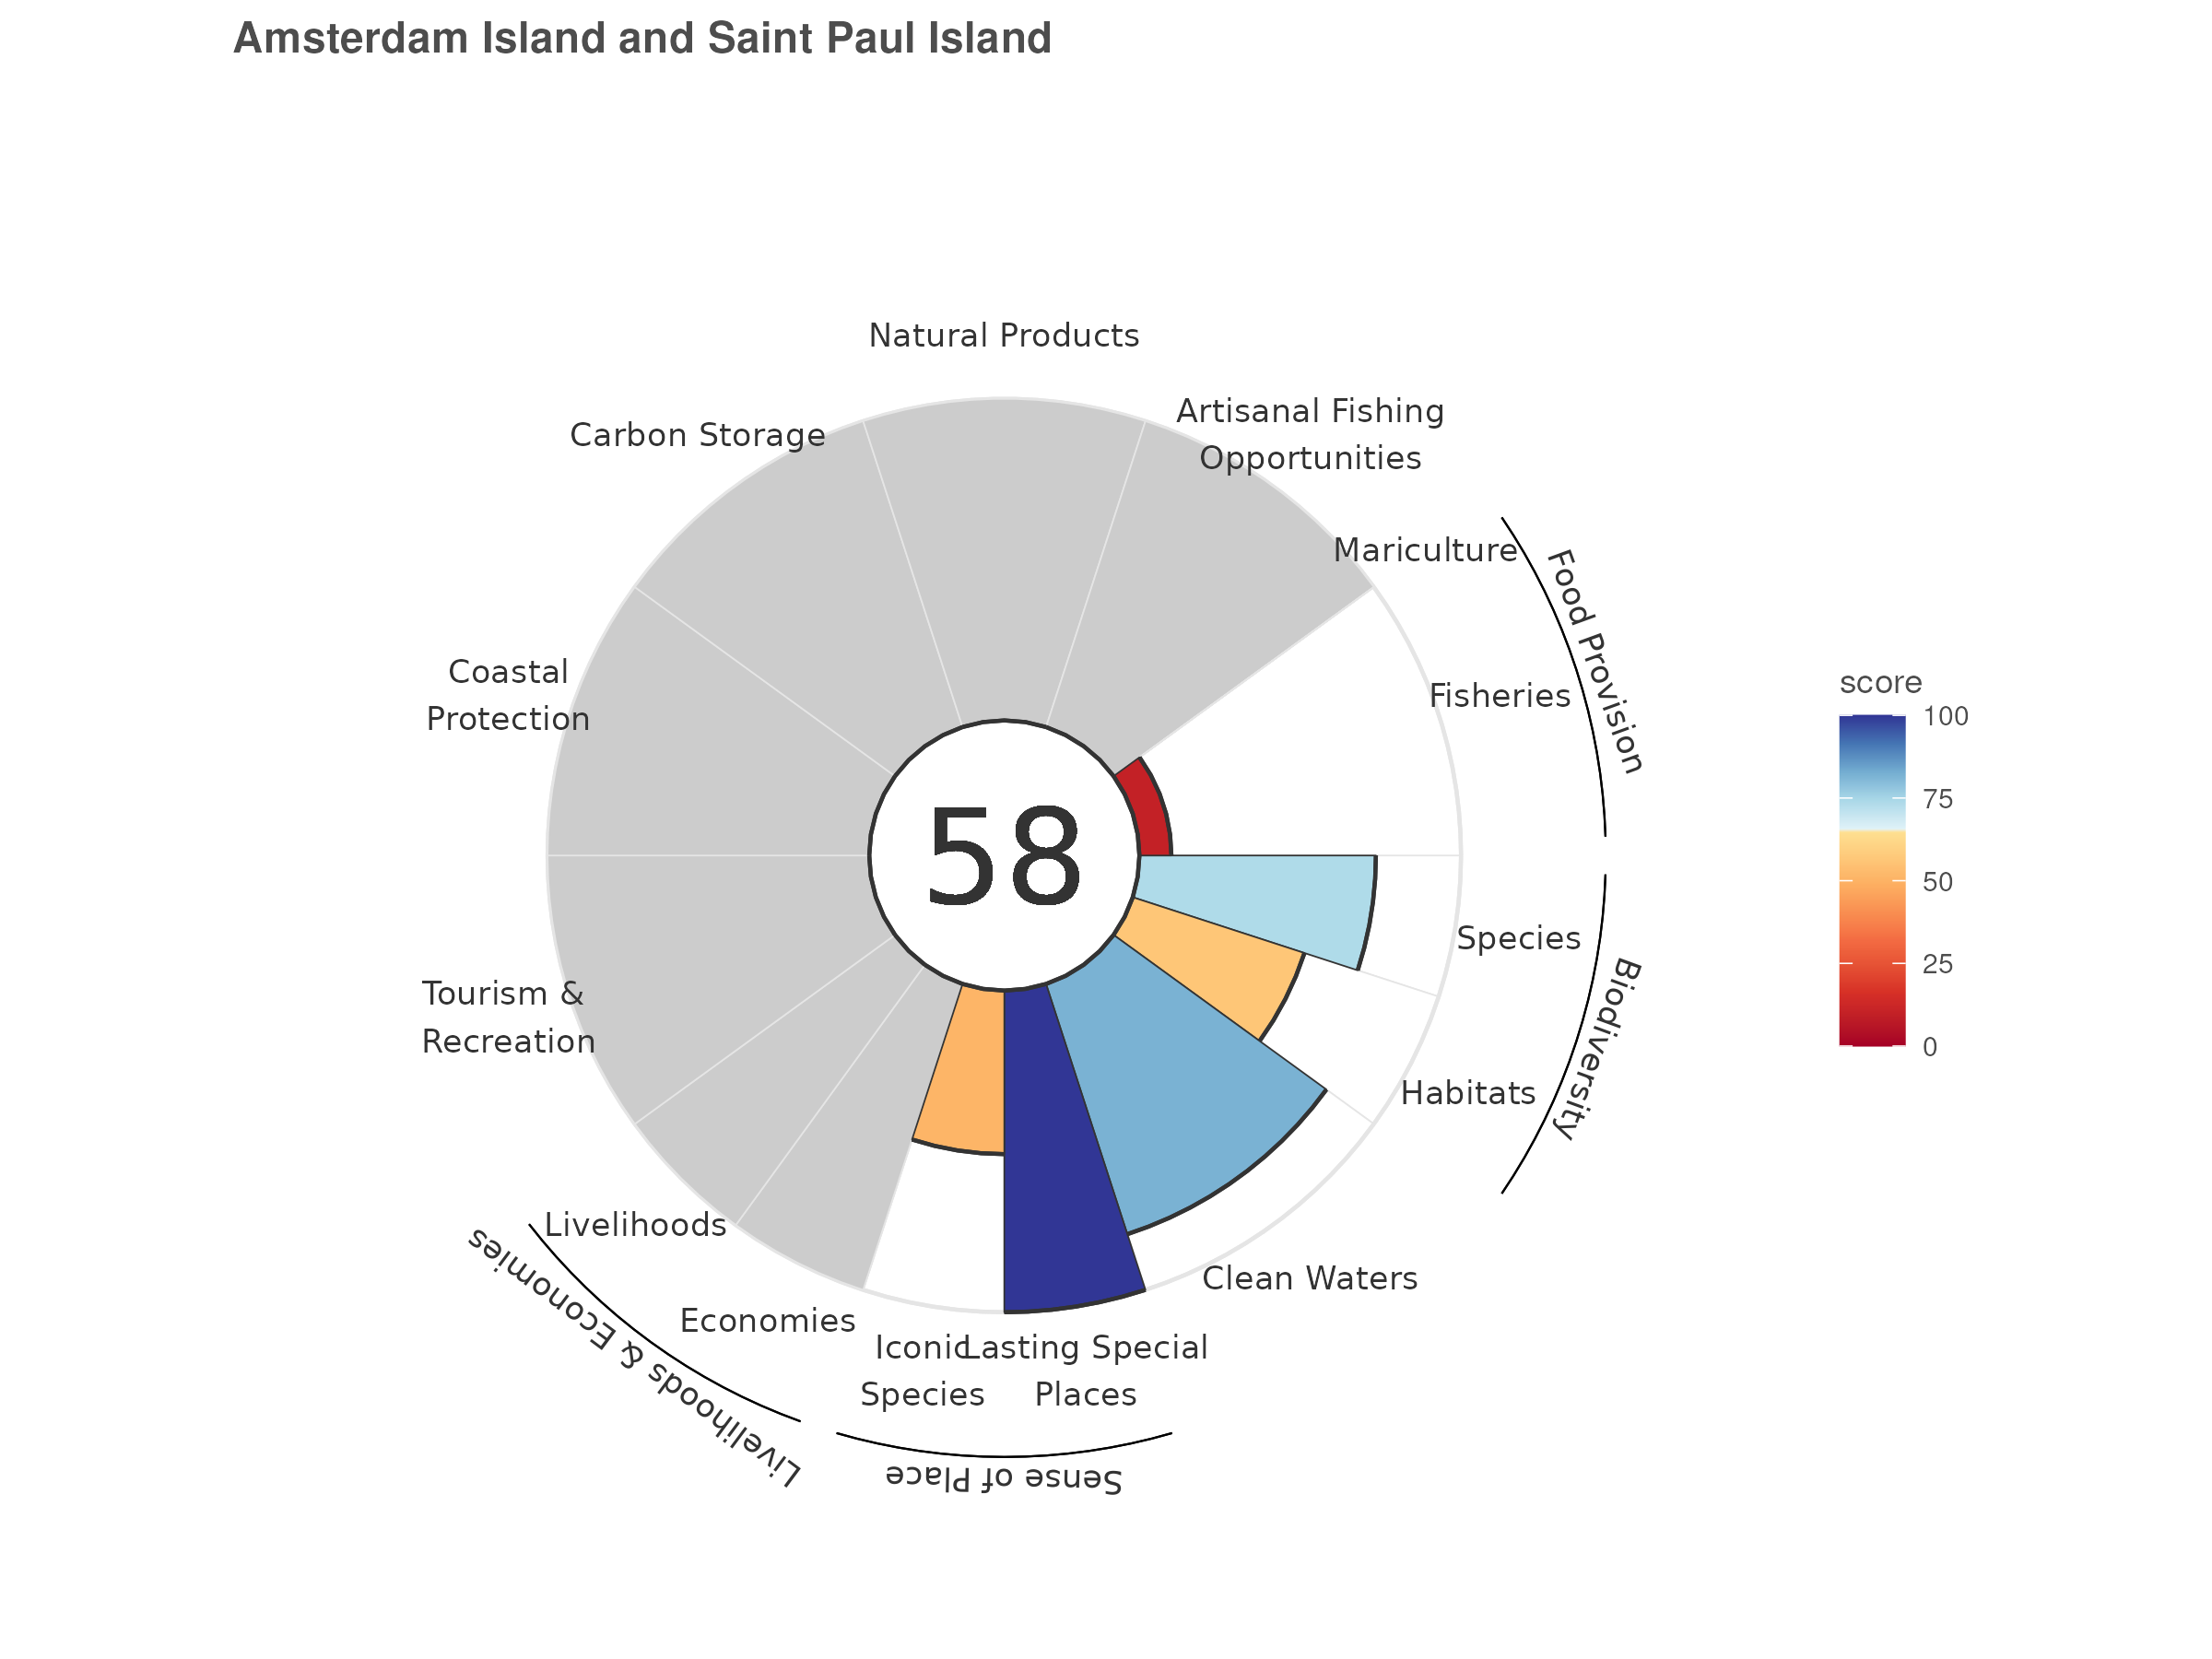 Amsterdam Island and Saint Paul Island
Natural Products
Artisanal Fishing
Opportunities
Carbon Storage
Mariculture
Food Provision
Fisheries
Coastal
Protection
score
100
75
50
25
0
58
Species
Biodiversity
Habitats
Tourism &
Recreation
Livelihoods
Clean Waters
Economies
Livelihoods & Economies
Iconic
Species
Lasting Special
Places
Sense of Place